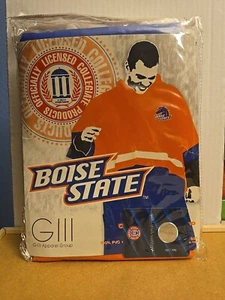 OFFICIALLY LICENSED COLLEGIATE PRODUCTS
BOISE
STATE
GIII
G-III Apparel Group